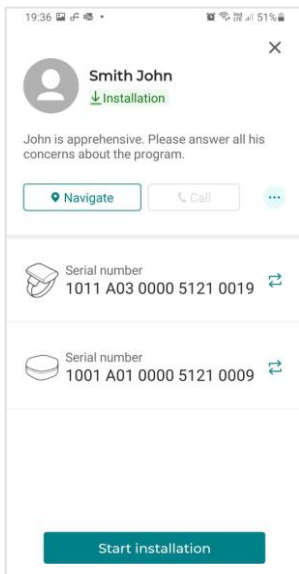 19:36
51%
Smith John
Installation
John is apprehensive. Please answer all his
concerns about the program.
Navigate
Call
Serial number
1011 A03 0000 5121 0019
Serial number
1001 A01 0000 5121 0009
Start installation